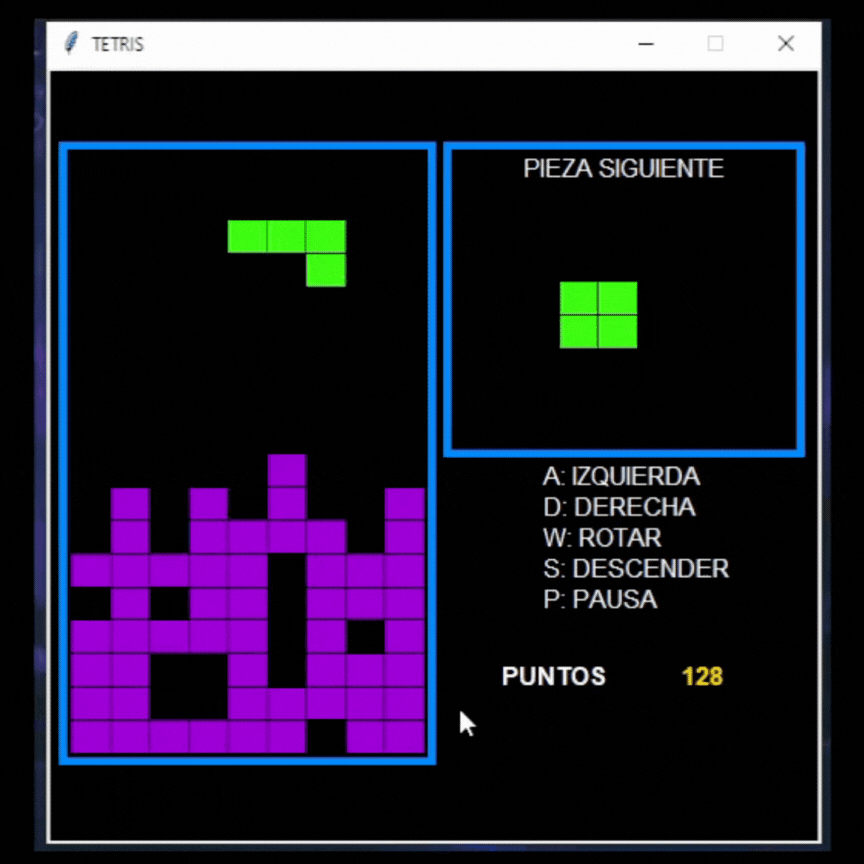 TETRIS
PIEZA SIGUIENTE
A: IZQUIERDA
D: DERECHA
W: ROTAR
S: DESCENDER
P: PAUSA
PUNTOS 128